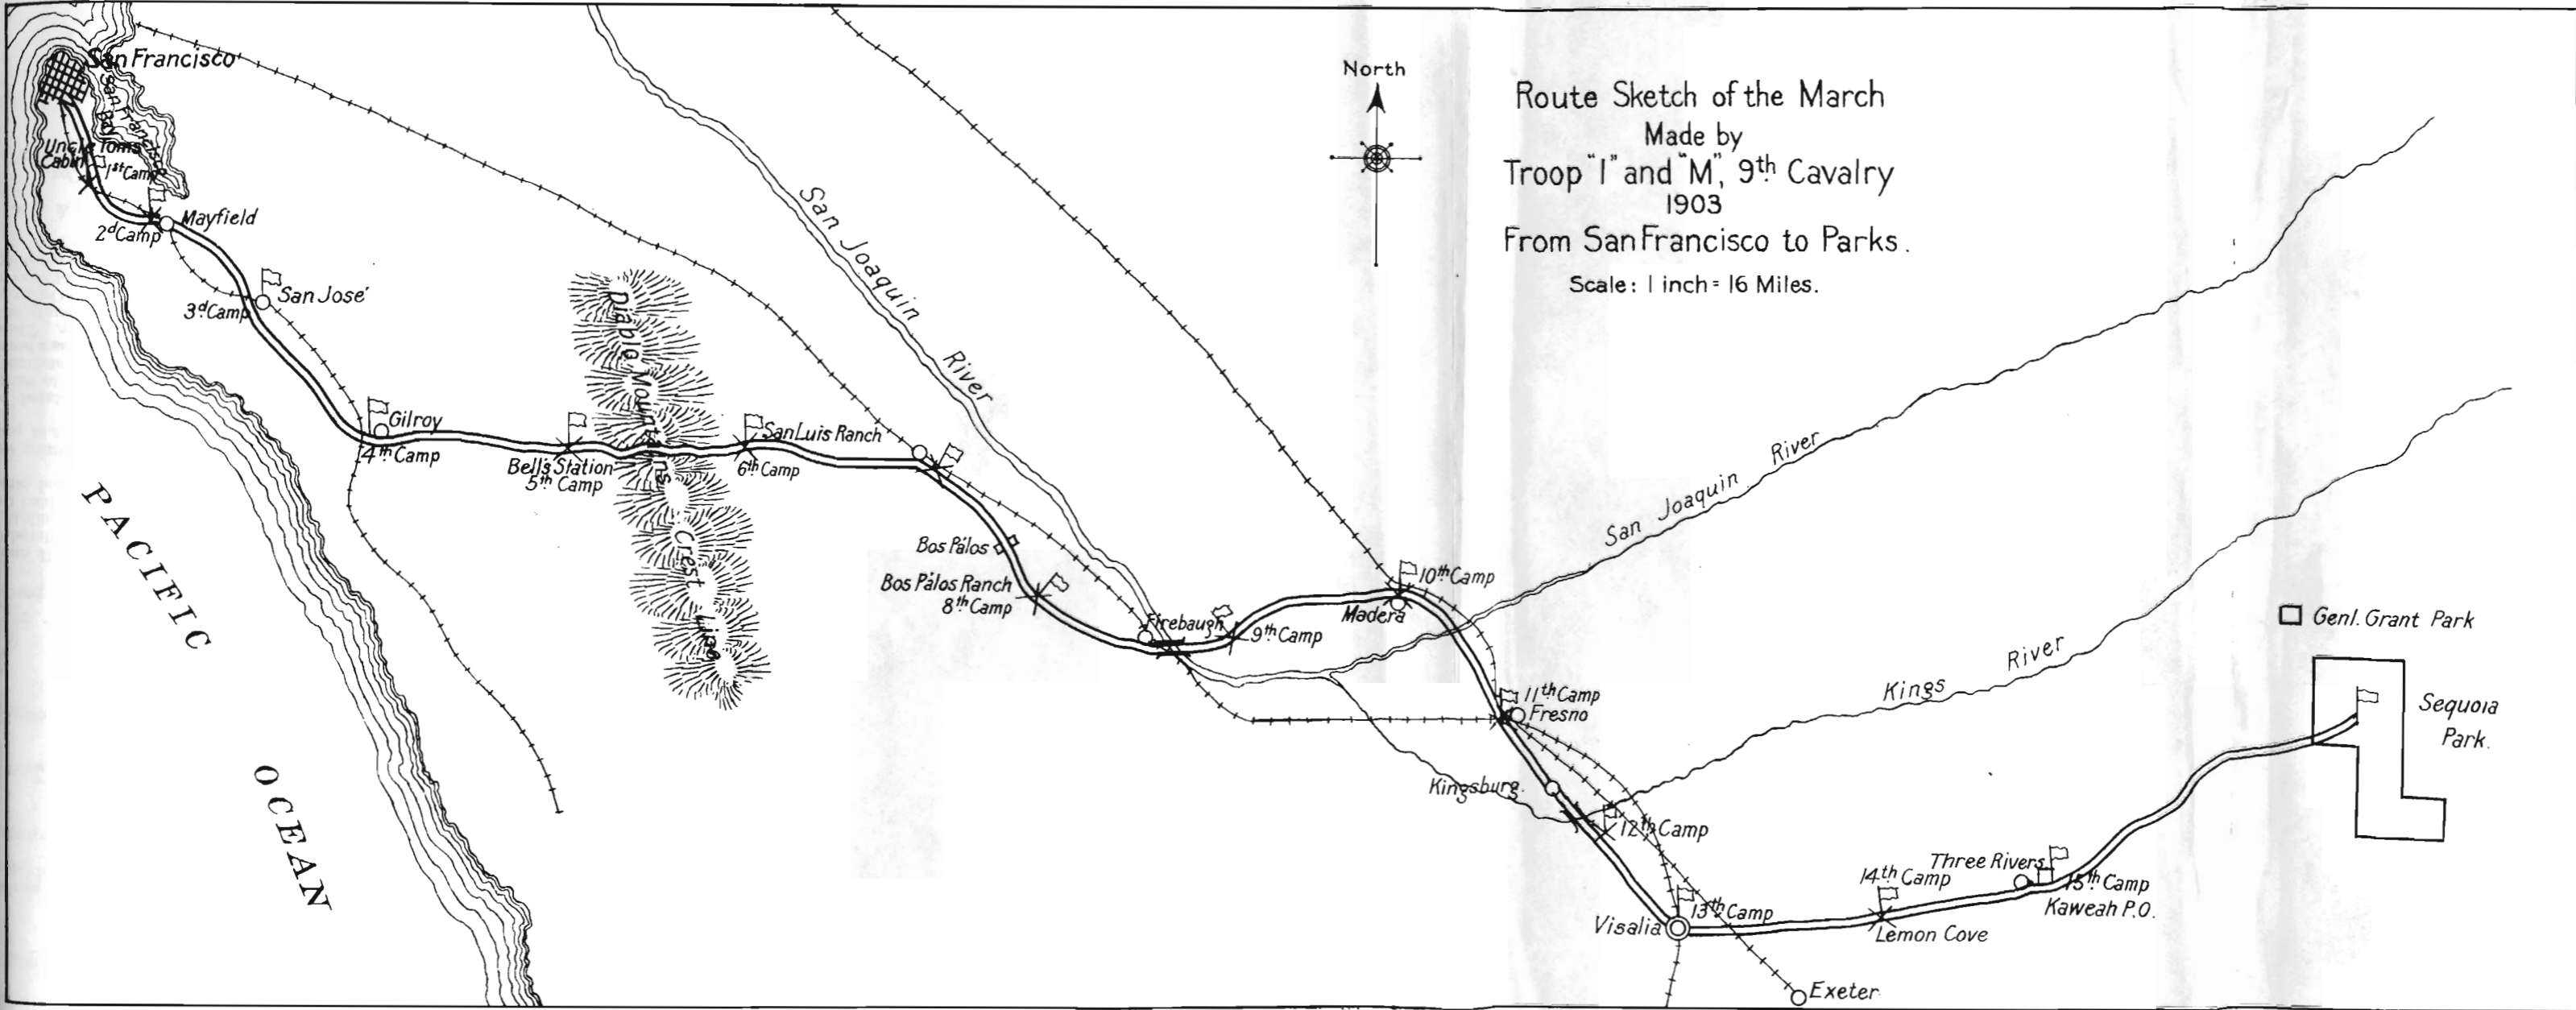 North
Route Sketch of the March
Made by
Troop "I" and "M", 9th Cavalry
1903
From San Francisco to Parks.
Scale: 1 inch = 16 Miles.
San Francisco
San Francisco
Bay
Uncle Toms
Cabin
1st Camp
Mayfield
2d Camp
San José
3d Camp
Gilroy
4th Camp
Bells Station
5th Camp
Diablo Mountains Crest Line
San Luis Ranch
6th Camp
San Joaquin River
Bos Pálos
Bos Pálos Ranch
8th Camp
Firebaugh
9th Camp
10th Camp
Madera
San Joaquin River
11th Camp
Fresno
Kings River
Kingsburg
12th Camp
13th Camp
Visalia
14th Camp
Lemon Cove
Three Rivers
15th Camp
Kaweah P.O.
Exeter
Genl. Grant Park
Sequoia
Park.
PACIFIC
OCEAN